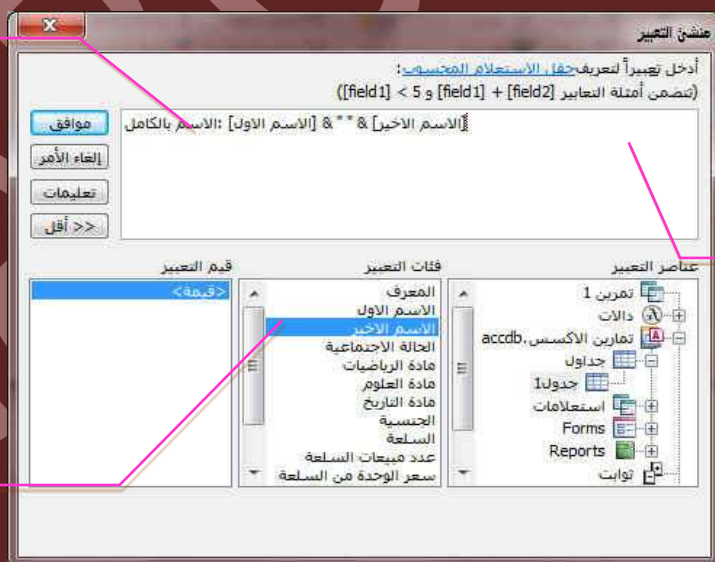 منشئ التعبير
أدخل تعبيراً لتعريف حقل الاستعلام المحسوب:
(تتضمن أمثلة التعابير [field1] + [field2] و [field1] < 5)
الاسم بالكامل: [الاسم الاول] & " " & [الاسم الاخير]
موافق
إلغاء الأمر
تعليمات
<< أقل
عناصر التعبير
تمرين 1
دالات
تمارين الاكسس.accdb
جداول
جدول1
استعلامات
Forms
Reports
ثوابت
فئات التعبير
المعرف
الاسم الاول
الاسم الاخير
الحالة الاجتماعية
مادة الرياضيات
مادة العلوم
مادة التاريخ
الجنسية
السلعة
عدد مبيعات السلعة
سعر الوحدة من السلعة
قيم التعبير
<قيمة>